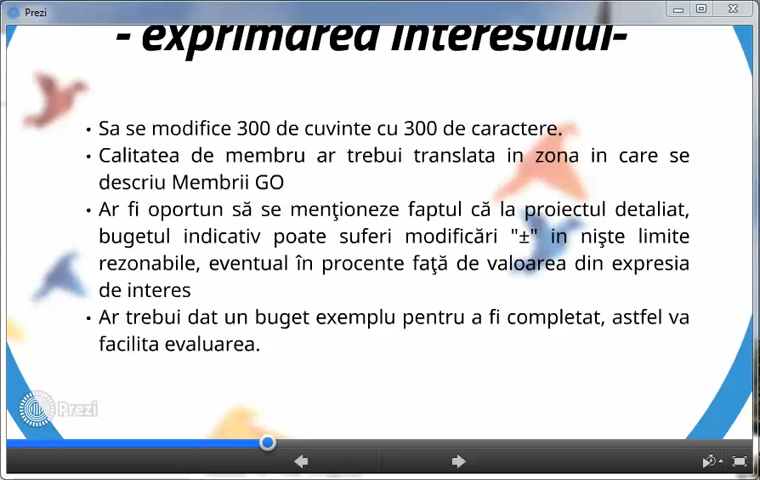 Prezi
- exprimarea interesului-
• Sa se modifice 300 de cuvinte cu 300 de caractere.
• Calitatea de membru ar trebui translata in zona in care se
descriu Membrii GO
• Ar fi oportun să se menţioneze faptul că la proiectul detaliat,
bugetul indicativ poate suferi modificări "±" in nişte limite
rezonabile, eventual în procente faţă de valoarea din expresia
de interes
• Ar trebui dat un buget exemplu pentru a fi completat, astfel va
facilita evaluarea.
Prezi